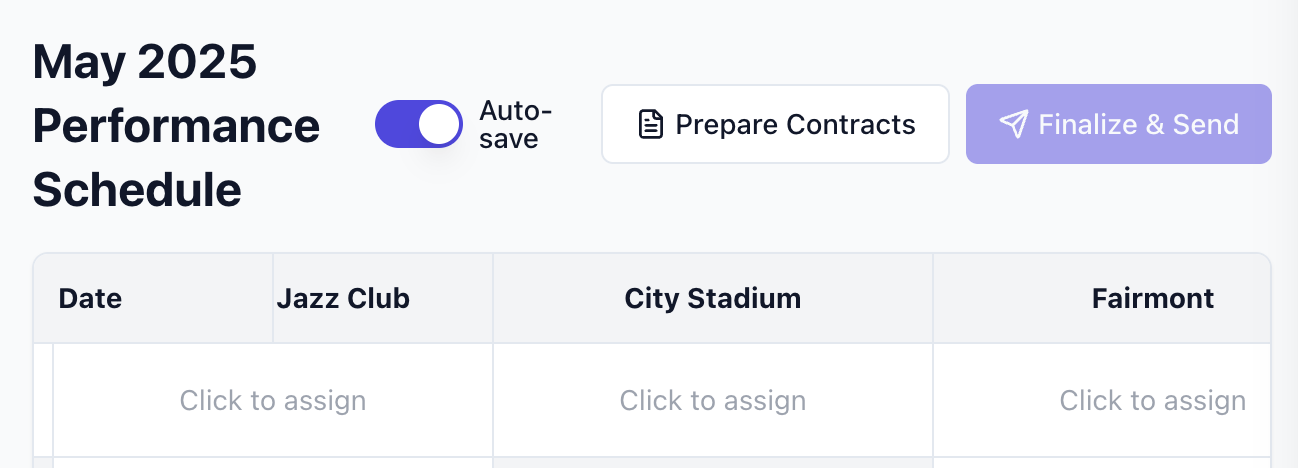 May 2025
Performance
Schedule
Auto-
save
Prepare Contracts
Finalize & Send
Date
Jazz Club
City Stadium
Fairmont
Click to assign
Click to assign
Click to assign